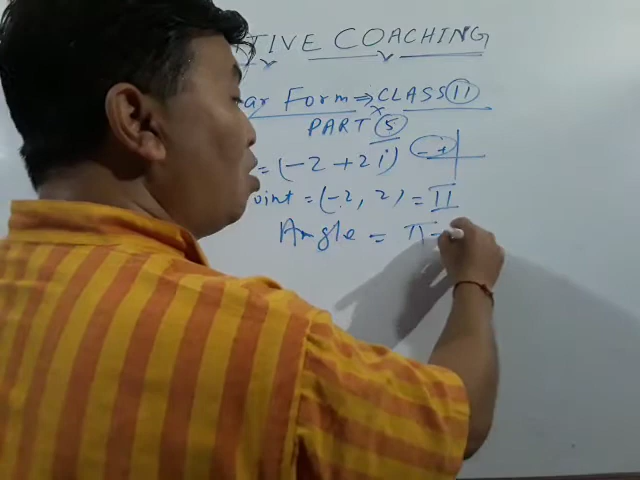 TIVE COACHING
ar Form ⇒ CLASS 11
PART 5
= (-2 + 2i) -+
oint = (-2, 2) = II
Angle = π-